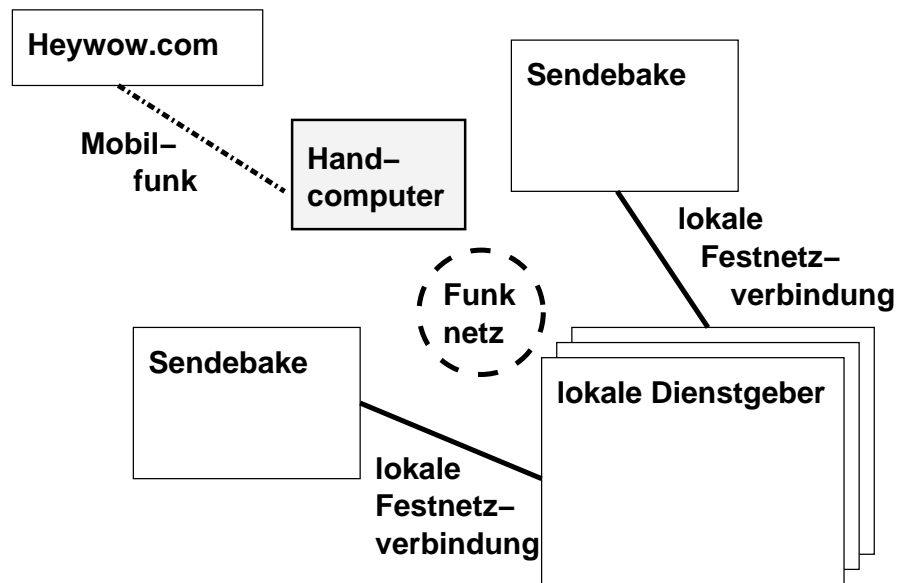 Heywow.com
Sendebake
Mobil–
funk
Hand–
computer
lokale
Festnetz–
verbindung
Funk
netz
Sendebake
lokale Dienstgeber
lokale
Festnetz–
verbindung